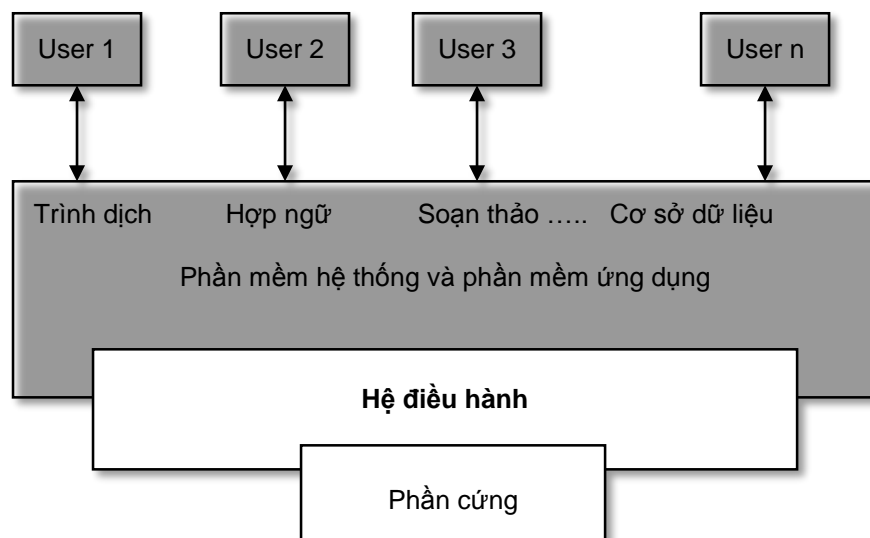 User 1 User 2 User 3 User n
Trình dịch Hợp ngữ Soạn thảo ..... Cơ sở dữ liệu
Phần mềm hệ thống và phần mềm ứng dụng
Hệ điều hành
Phần cứng